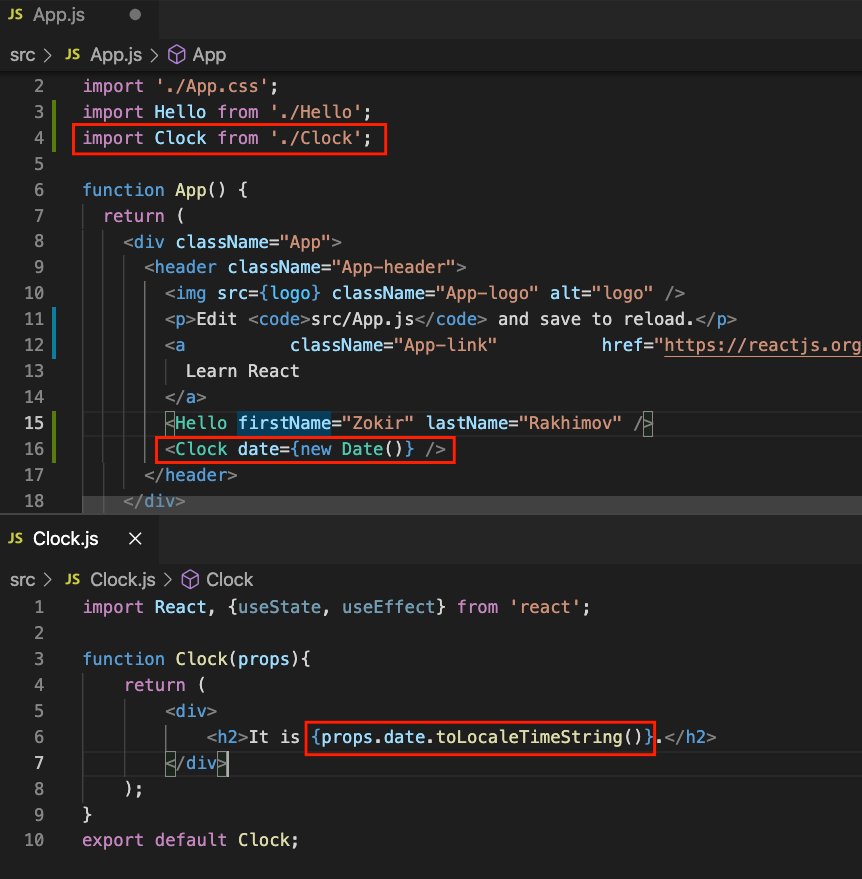 JS App.js
src > JS App.js > App
2 import './App.css';
3 import Hello from './Hello';
4 import Clock from './Clock';
5
6 function App() {
7 return (
8 <div className="App">
9 <header className="App-header">
10 <img src={logo} className="App-logo" alt="logo" />
11 <p>Edit <code>src/App.js</code> and save to reload.</p>
12 <a className="App-link" href="https://reactjs.org
13 Learn React
14 </a>
15 <Hello firstName="Zokir" lastName="Rakhimov" />
16 <Clock date={new Date()} />
17 </header>
18 </div>
JS Clock.js ×
src > JS Clock.js > Clock
1 import React, {useState, useEffect} from 'react';
2
3 function Clock(props){
4 return (
5 <div>
6 <h2>It is {props.date.toLocaleTimeString()}.</h2>
7 </div>
8 );
9 }
10 export default Clock;